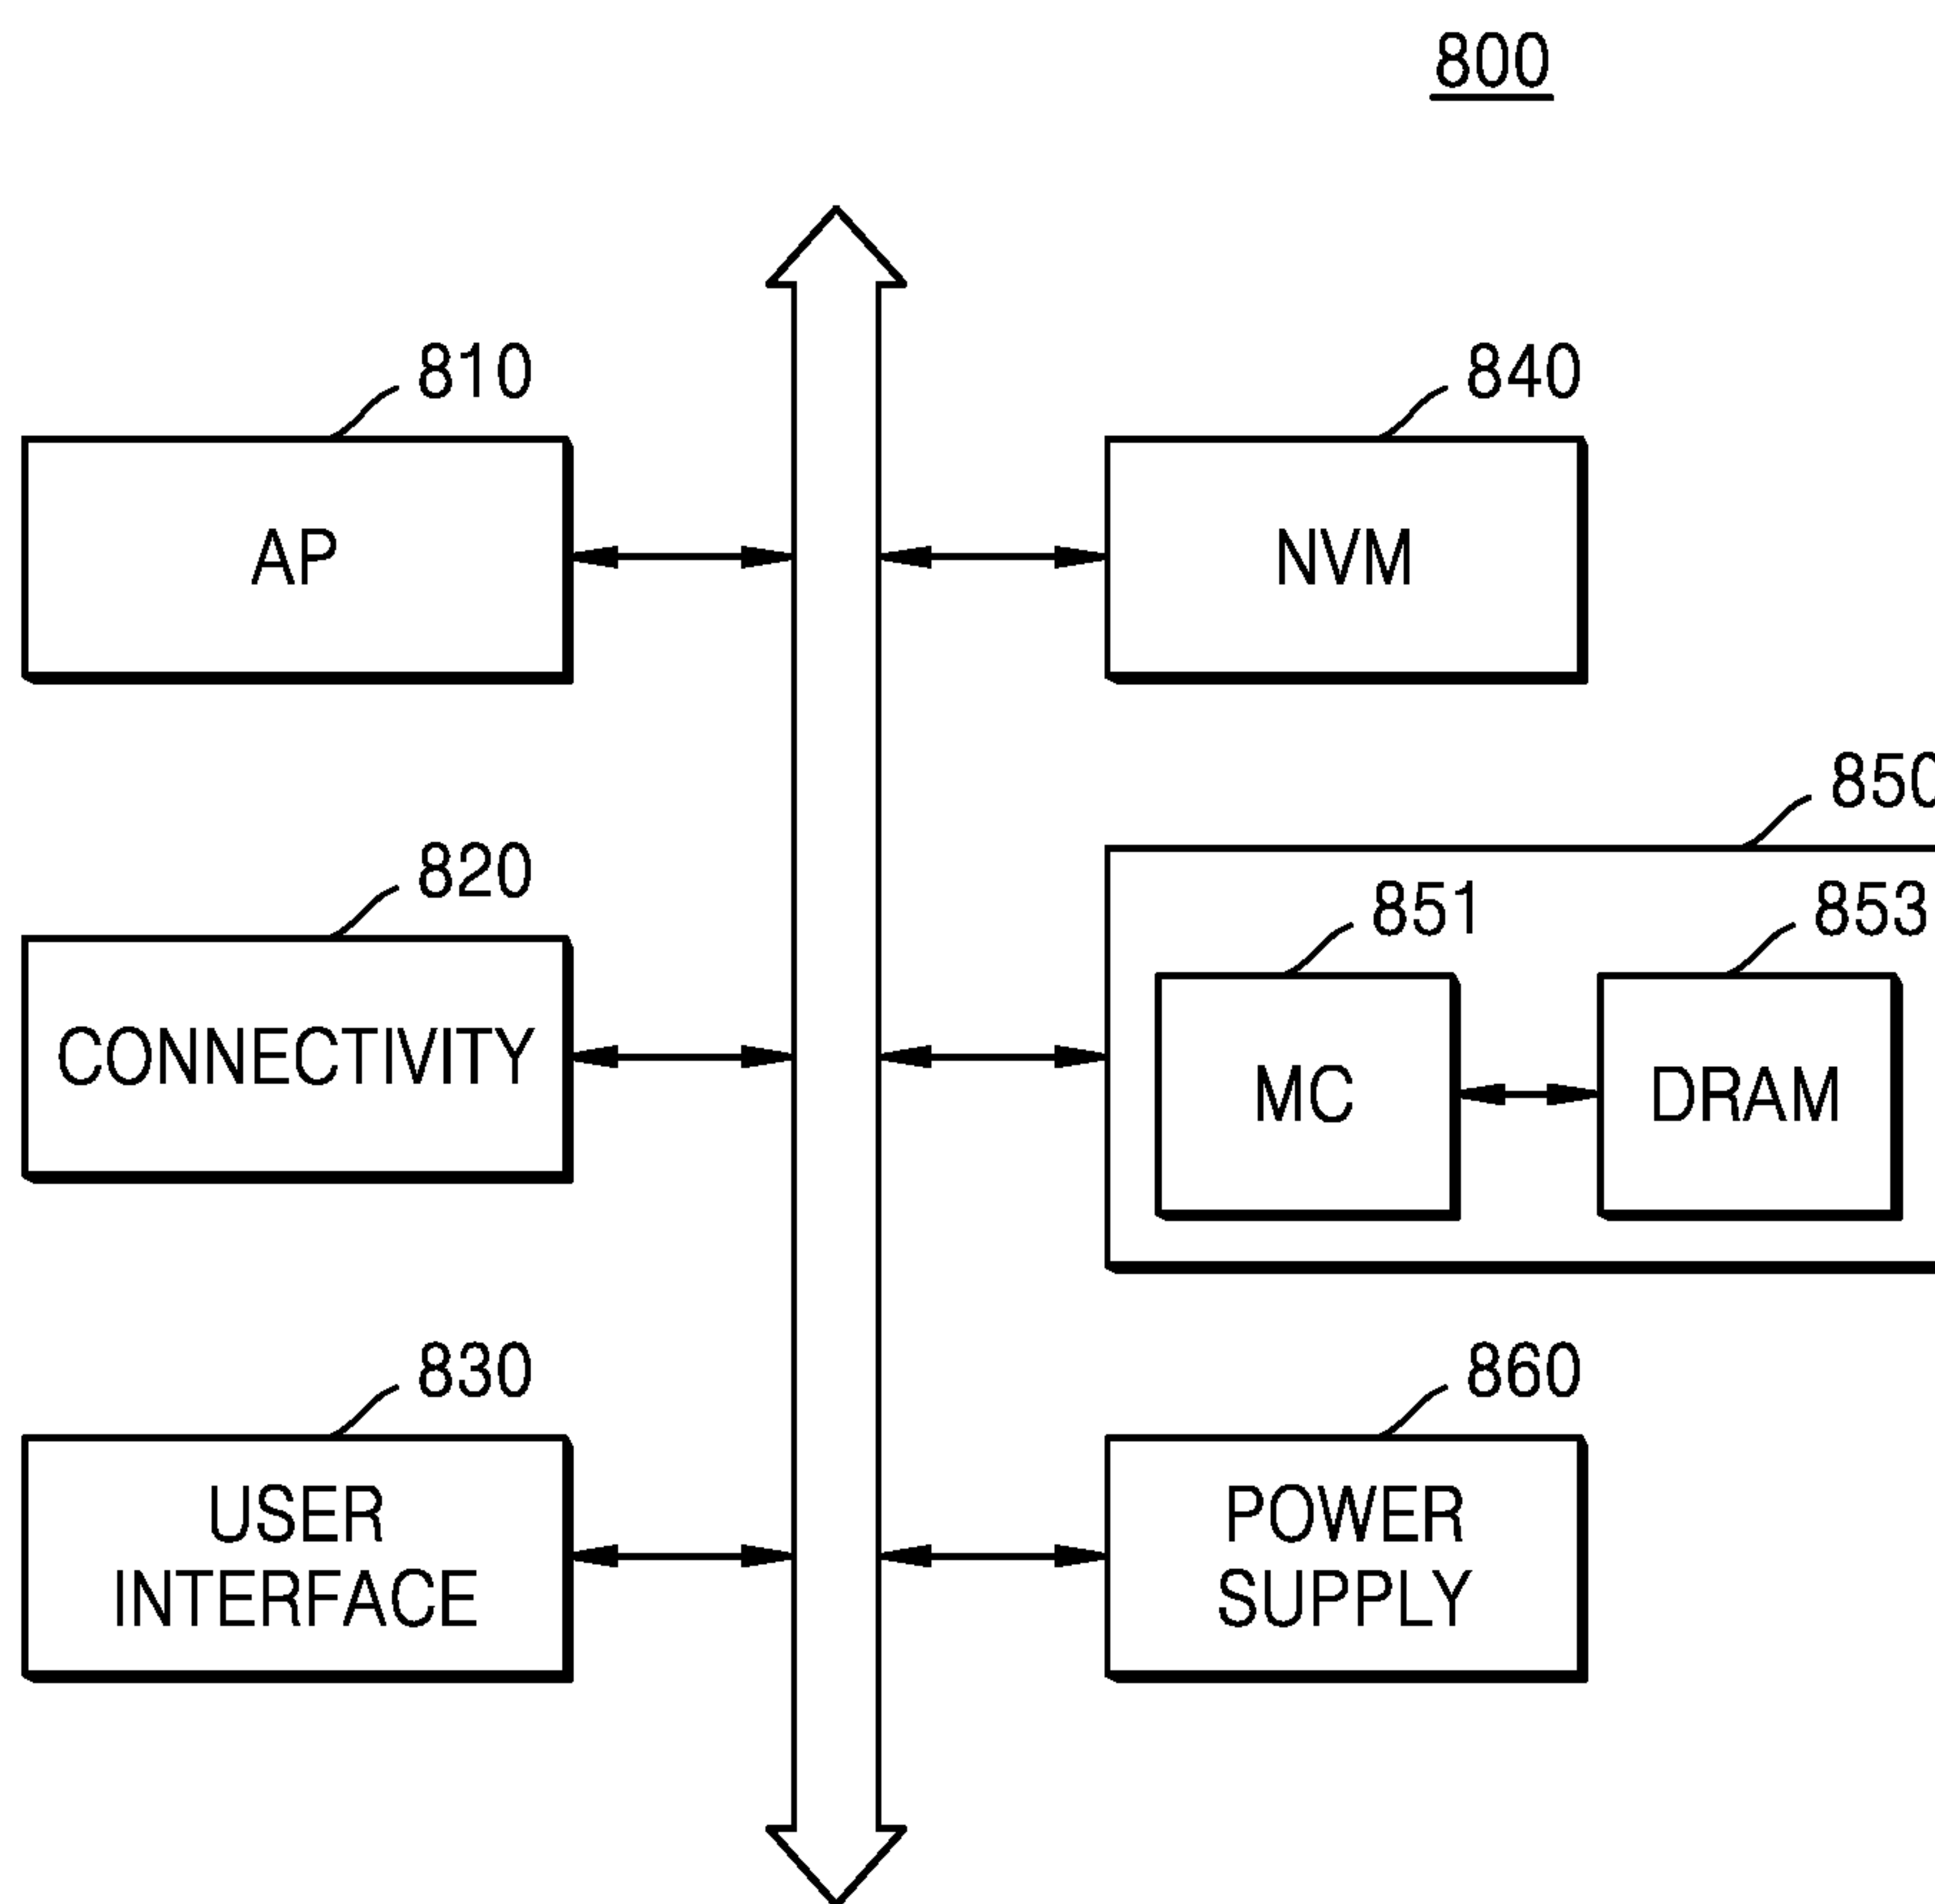 800
810
AP
840
NVM
820
CONNECTIVITY
850
851
MC
853
DRAM
830
USER
INTERFACE
860
POWER
SUPPLY